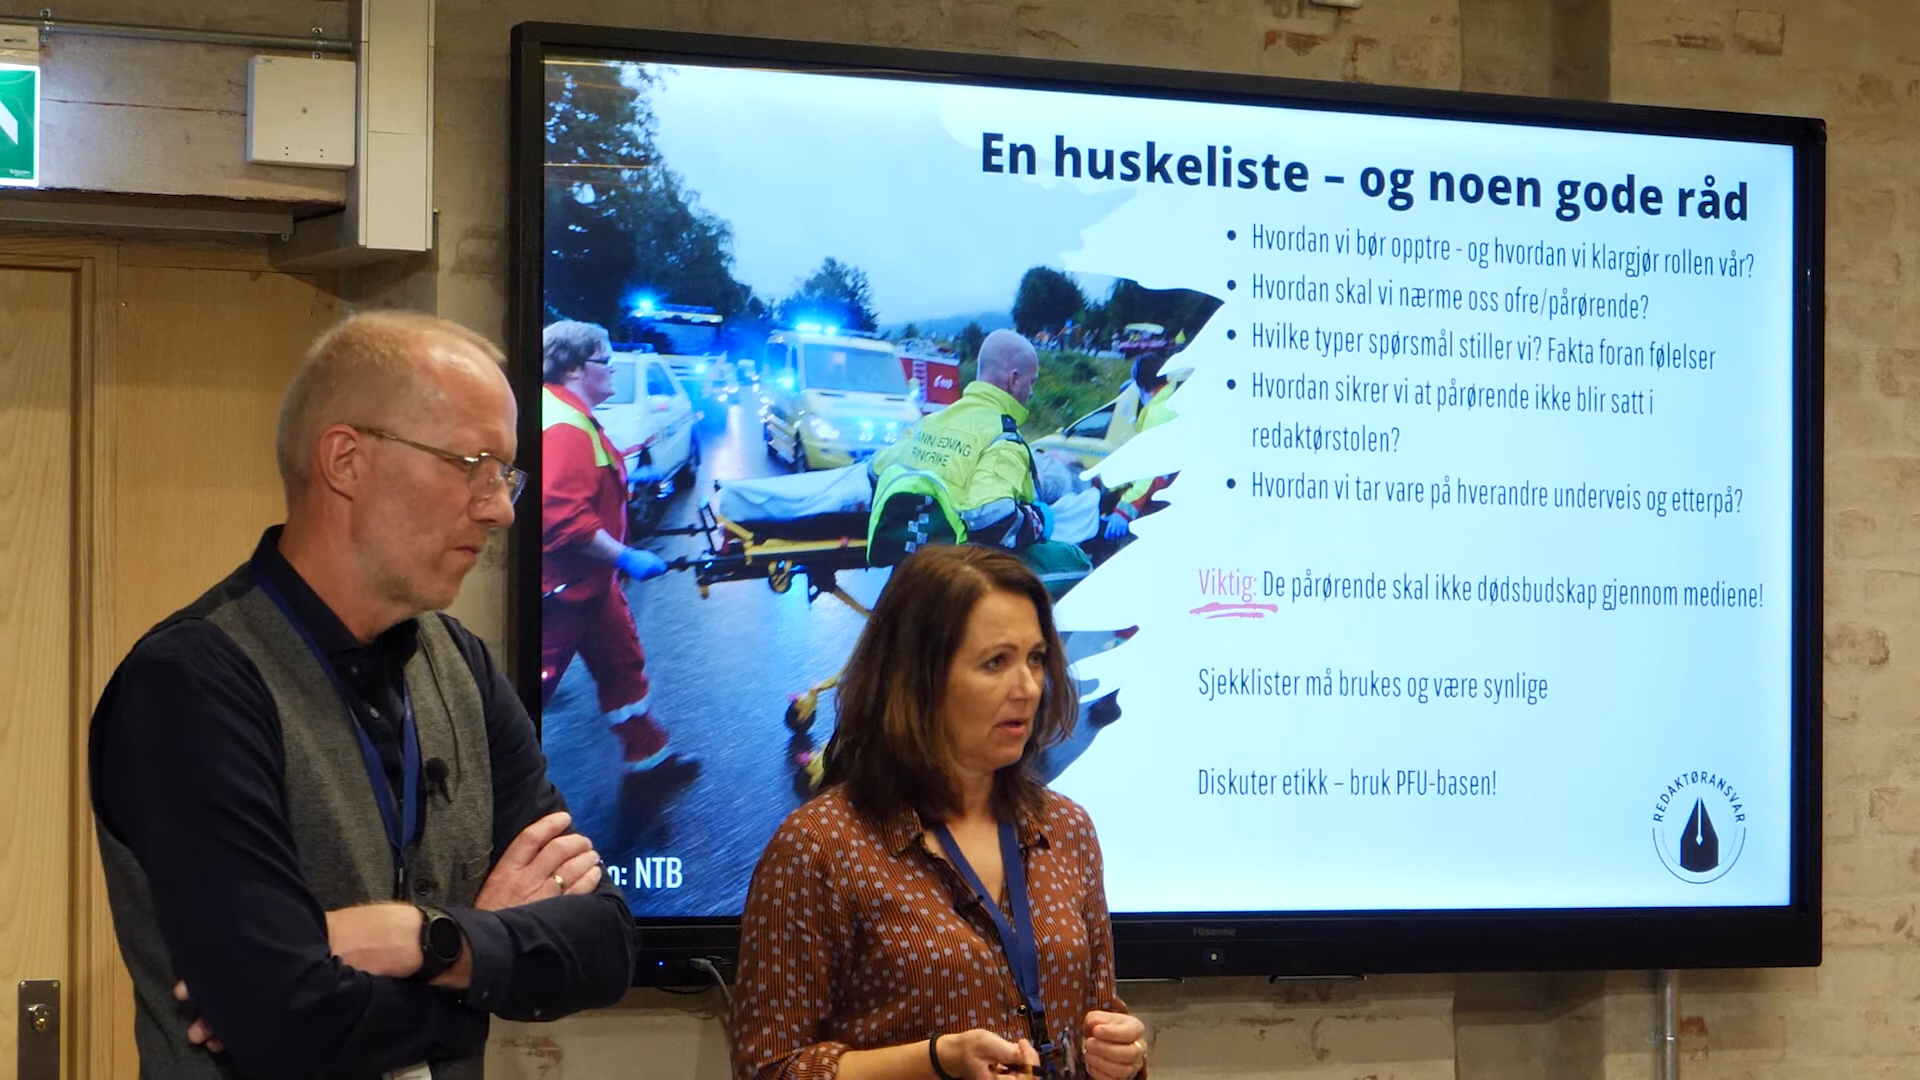 En huskeliste – og noen gode råd
• Hvordan vi bør opptre - og hvordan vi klargjør rollen vår?
• Hvordan skal vi nærme oss ofre/pårørende?
• Hvilke typer spørsmål stiller vi? Fakta foran følelser
• Hvordan sikrer vi at pårørende ikke blir satt i
redaktørstolen?
• Hvordan vi tar vare på hverandre underveis og etterpå?
Viktig: De pårørende skal ikke dødsbudskap gjennom mediene!
Sjekklister må brukes og være synlige
Diskuter etikk – bruk PFU-basen!
REDAKTØRANSVAR
: NTB
RINGERIKE
Hisense